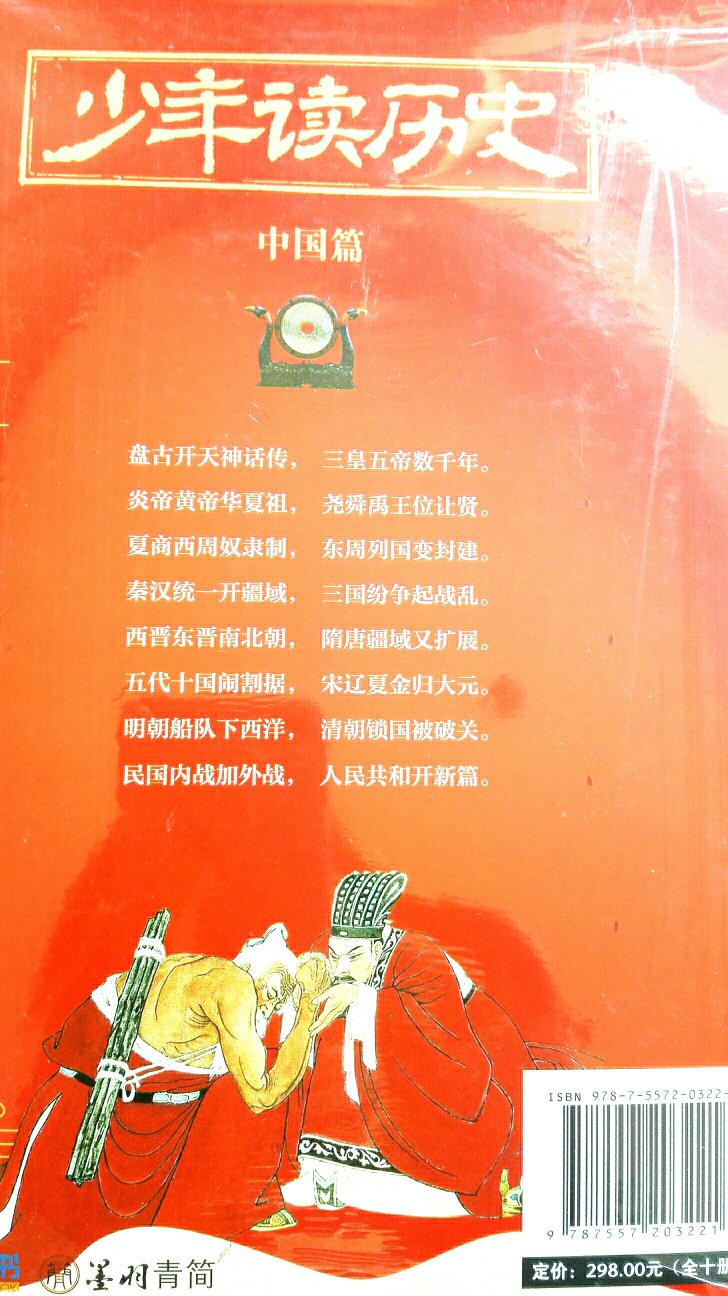 少年读历史
中国篇
盘古开天神话传， 三皇五帝数千年。
炎帝黄帝华夏祖， 尧舜禹王位让贤。
夏商西周奴隶制， 东周列国变封建。
秦汉统一开疆域， 三国纷争起战乱。
西晋东晋南北朝， 隋唐疆域又扩展。
五代十国闹割据， 宋辽夏金归大元。
明朝船队下西洋， 清朝锁国被破关。
民国内战加外战， 人民共和开新篇。
ISBN 978-7-5572-0322-
9 787557 203221
定价：298.00元（全十册
墨羽青简